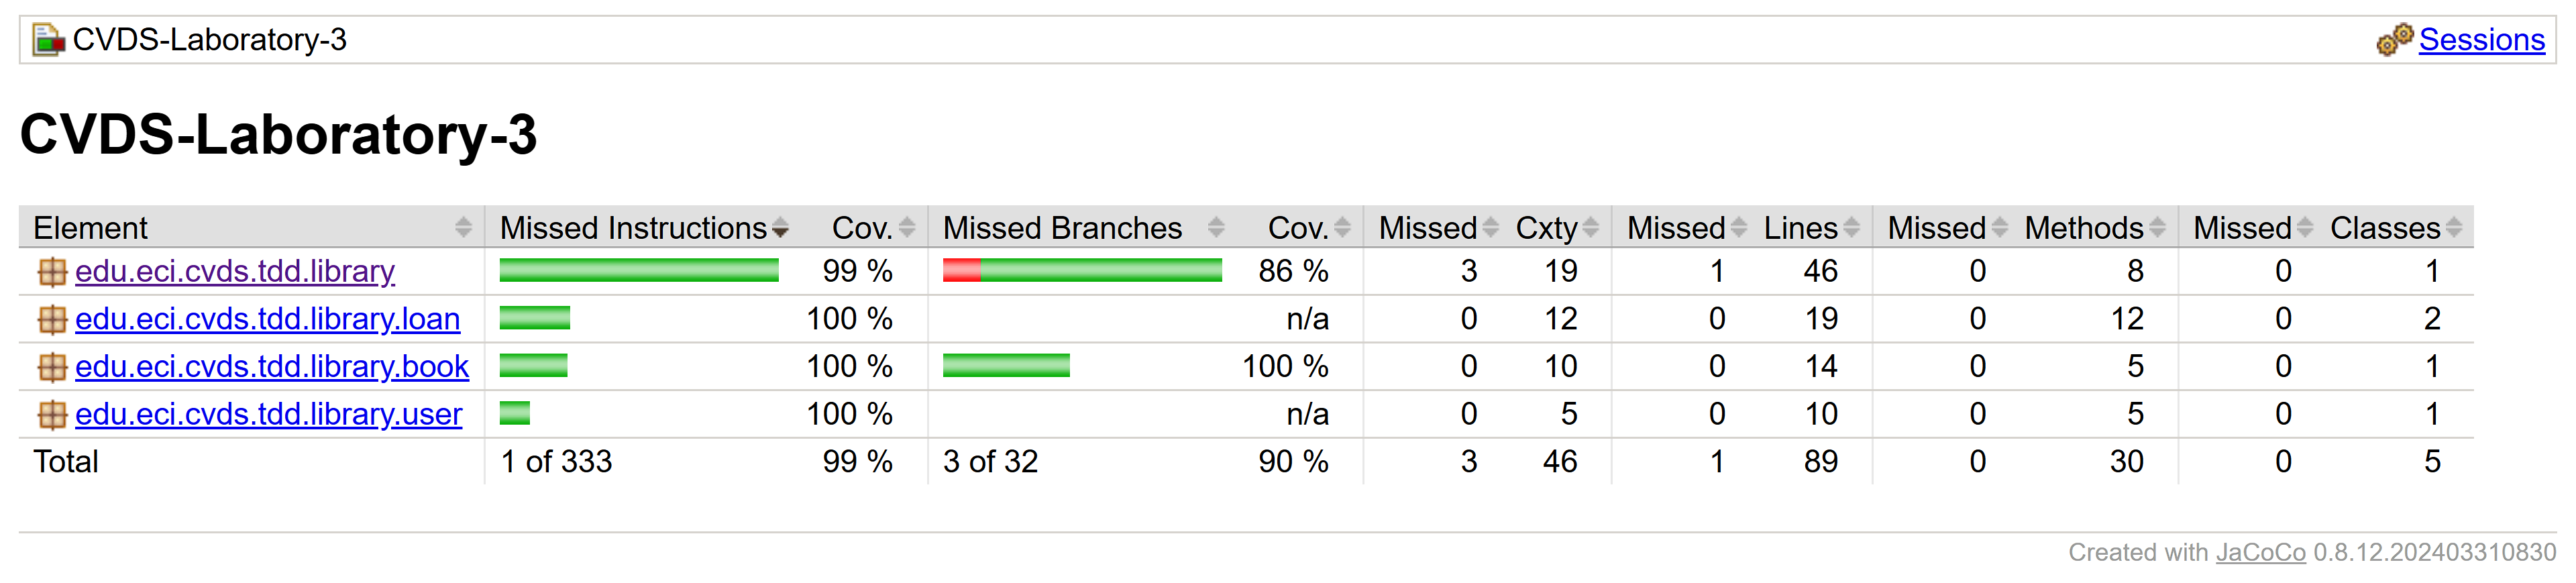 CVDS-Laboratory-3 Sessions
CVDS-Laboratory-3
Element Missed Instructions Cov. Missed Branches Cov. Missed Cxty Missed Lines Missed Methods Missed Classes
edu.eci.cvds.tdd.library 99 % 86 % 3 19 1 46 0 8 0 1
edu.eci.cvds.tdd.library.loan 100 % n/a 0 12 0 19 0 12 0 2
edu.eci.cvds.tdd.library.book 100 % 100 % 0 10 0 14 0 5 0 1
edu.eci.cvds.tdd.library.user 100 % n/a 0 5 0 10 0 5 0 1
Total 1 of 333 99 % 3 of 32 90 % 3 46 1 89 0 30 0 5
Created with JaCoCo 0.8.12.202403310830